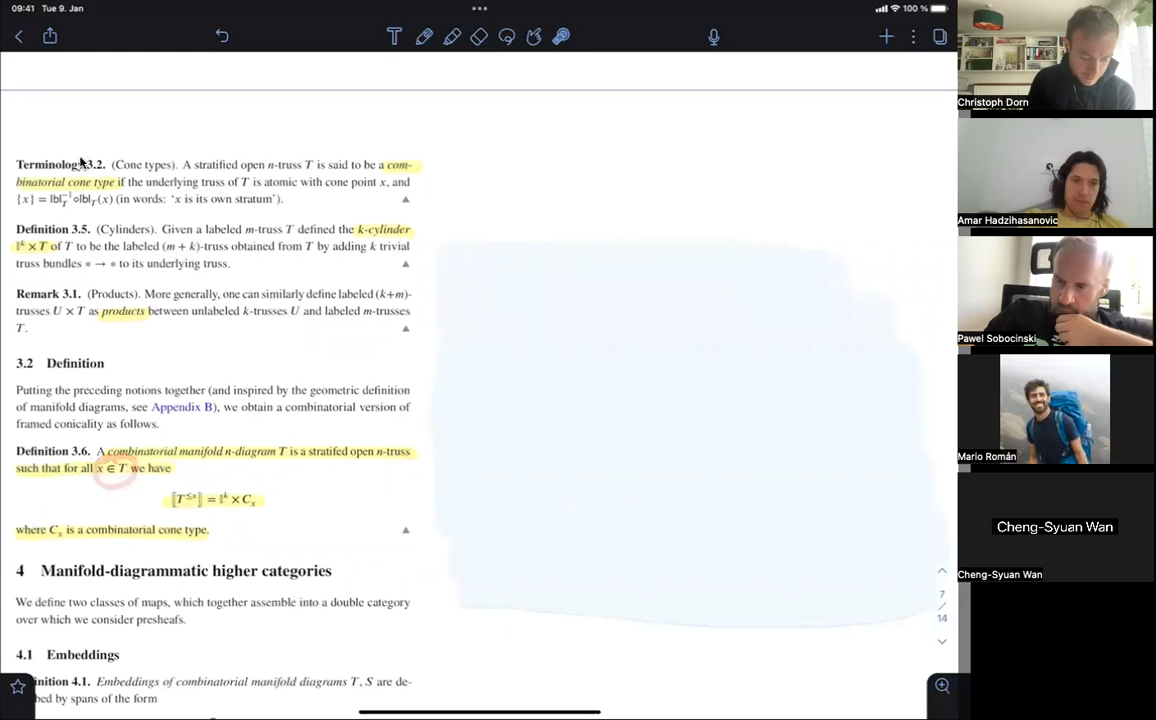 09:41 Tue 9. Jan
100 %
Terminology 3.2. (Cone types). A stratified open n-truss T is said to be a com-
binatorial cone type if the underlying truss of T is atomic with cone point x, and
(in words: 'x is its own stratum').
Definition 3.5. (Cylinders). Given a labeled m-truss T defined the k-cylinder
𝕀ᵏ × T of T to be the labeled (m + k)-truss obtained from T by adding k trivial
truss bundles * → * to its underlying truss.
Remark 3.1. (Products). More generally, one can similarly define labeled (k+m)-
trusses U × T as products between unlabeled k-trusses U and labeled m-trusses
T.
3.2 Definition
Putting the preceding notions together (and inspired by the geometric definition
of manifold diagrams, see Appendix B), we obtain a combinatorial version of
framed conicality as follows.
Definition 3.6. A combinatorial manifold n-diagram T is a stratifed open n-truss
such that for all x ∈ T we have
⟦T^≤x⟧ = 𝕀ᵏ × Cₓ
where Cₓ is a combinatorial cone type.
4 Manifold-diagrammatic higher categories
We define two classes of maps, which together assemble into a double category
over which we consider presheafs.
4.1 Embeddings
inition 4.1. Embeddings of combinatorial manifold diagrams T, S are de-
bed by spans of the form
7
/
14
Christoph Dorn
Amar Hadzihasanovic
Pawel Sobocinski
Mario Román
Cheng-Syuan Wan
Cheng-Syuan Wan